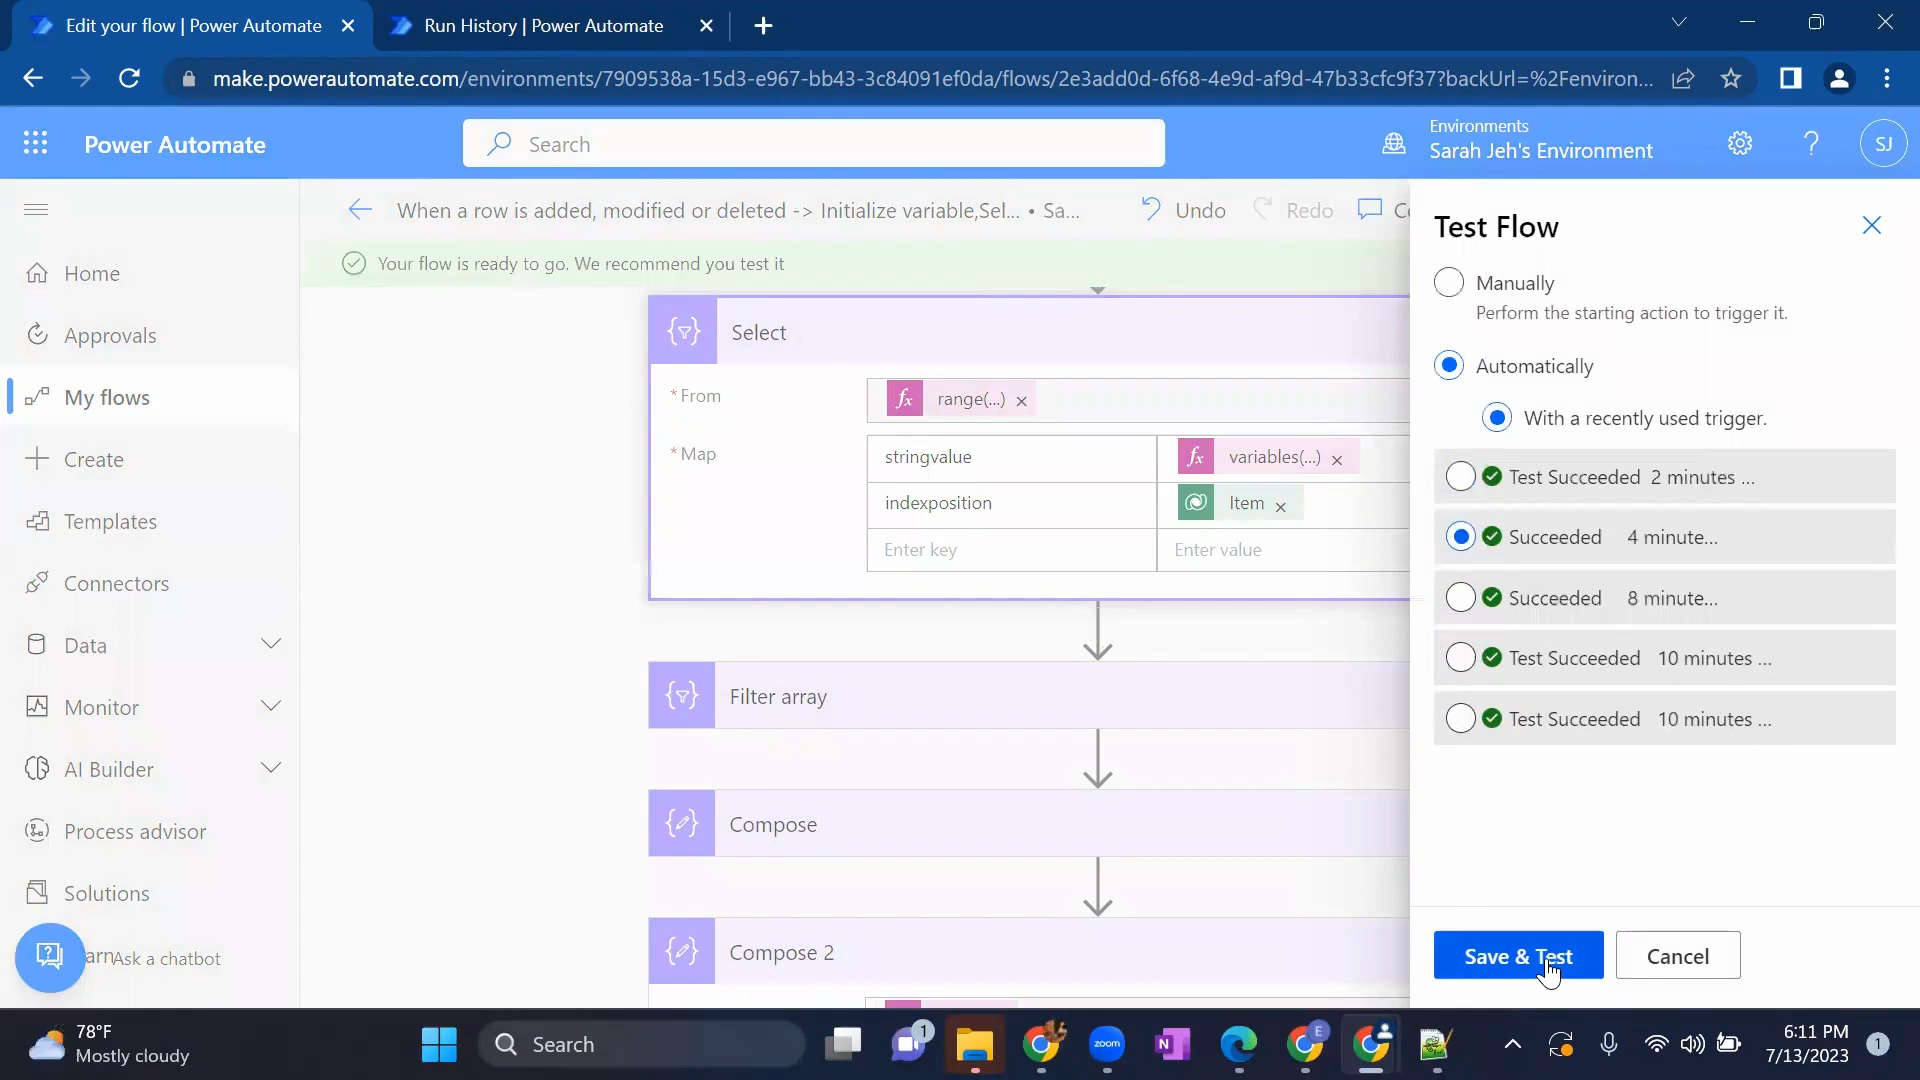 Edit your flow | Power Automate
Run History | Power Automate
make.powerautomate.com/environments/7909538a-15d3-e967-bb43-3c84091ef0da/flows/2e3add0d-6f68-4e9d-af9d-47b33cfc9f37?backUrl=%2Fenviron...
Power Automate
Search
Environments
Sarah Jeh's Environment
SJ
When a row is added, modified or deleted -> Initialize variable,Sel... • Sa...
Undo
Redo
Your flow is ready to go. We recommend you test it
Home
Approvals
My flows
Create
Templates
Connectors
Data
Monitor
AI Builder
Process advisor
Solutions
Ask a chatbot
Select
* From
fx range(...) ×
* Map
stringvalue
fx variables(...) ×
indexposition
Item ×
Enter key
Enter value
Filter array
Compose
Compose 2
Test Flow
Manually
Perform the starting action to trigger it.
Automatically
With a recently used trigger.
Test Succeeded 2 minutes ...
Succeeded 4 minute...
Succeeded 8 minute...
Test Succeeded 10 minutes ...
Test Succeeded 10 minutes ...
Save & Test
Cancel
78°F
Mostly cloudy
Search
1
zoom
E
6:11 PM
7/13/2023
1